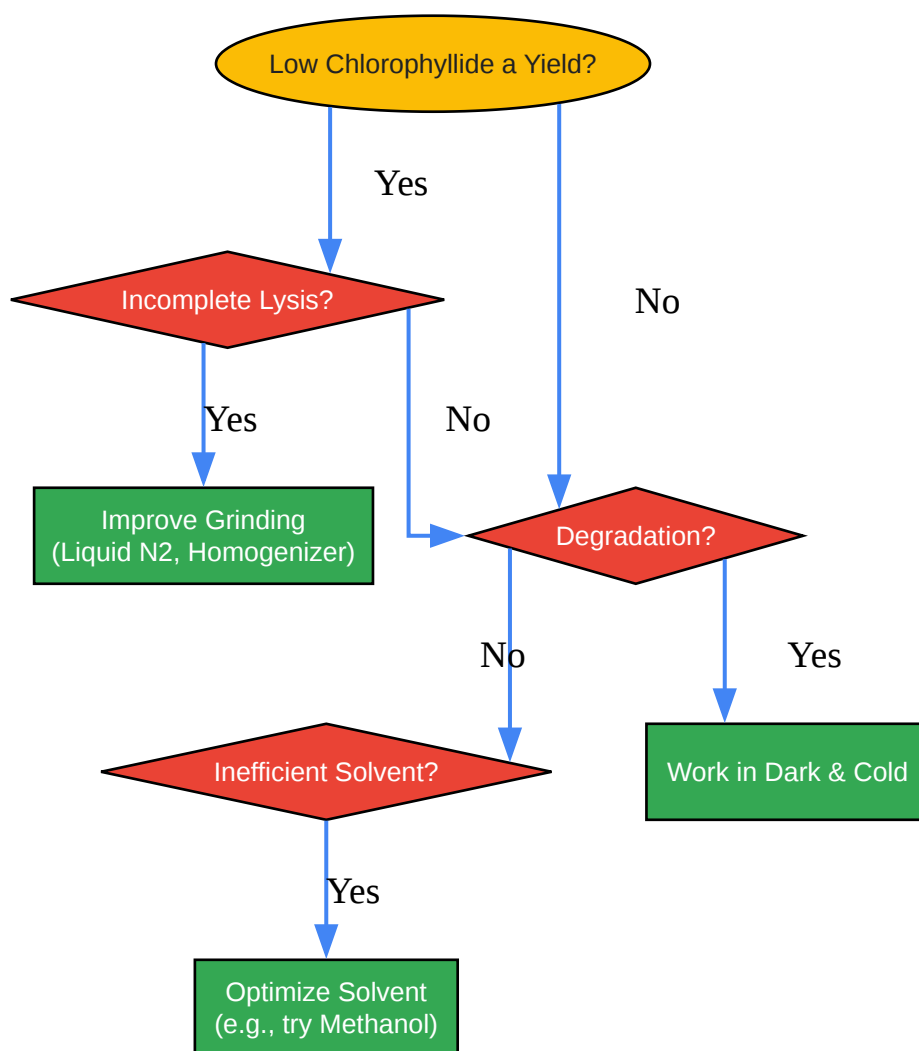 Low Chlorophyllide a Yield?
Yes
Incomplete Lysis?
No
Yes
No
Improve Grinding
(Liquid N2, Homogenizer)
Degradation?
No
Yes
Inefficient Solvent?
Work in Dark & Cold
Yes
Optimize Solvent
(e.g., try Methanol)